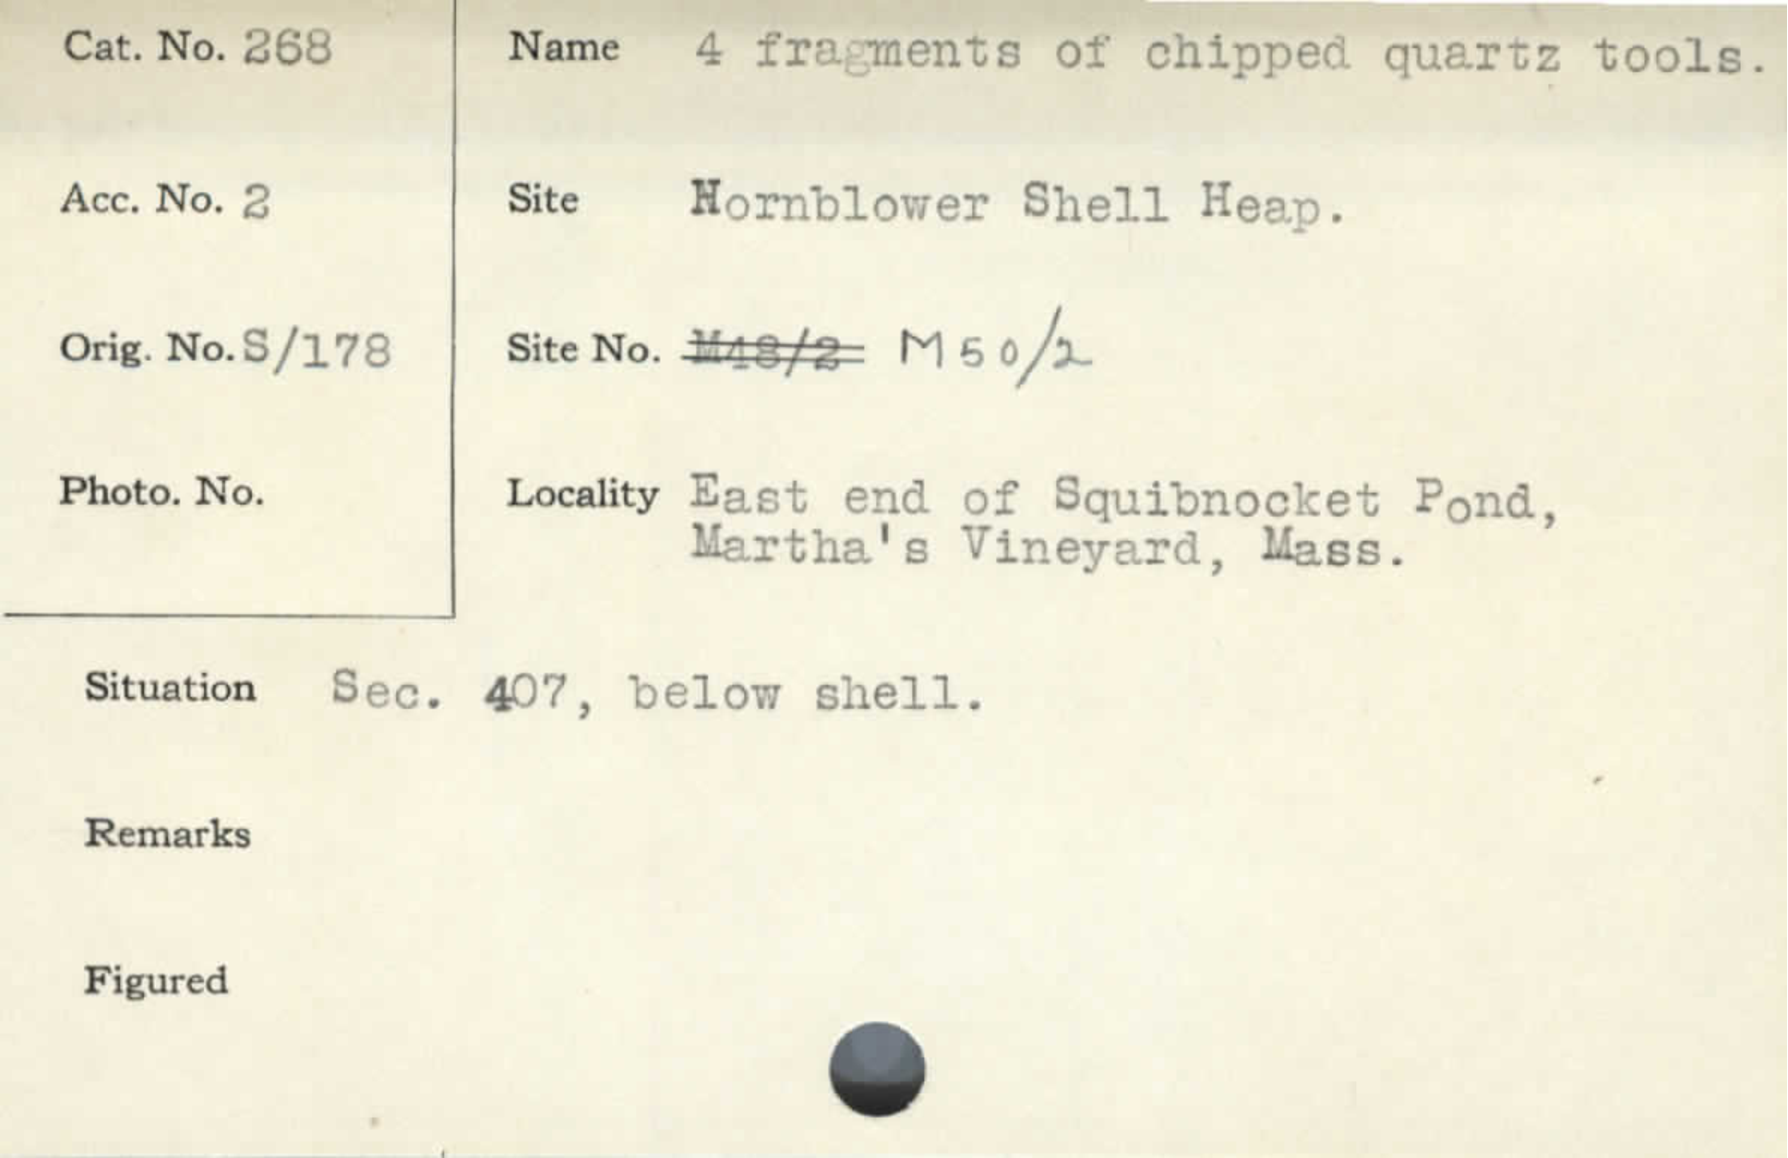 Cat. No. 268
Name 4 fragments of chipped quartz tools.
Acc. No. 2
Site Hornblower Shell Heap.
Orig. No. S/178
Site No. M48/2 M50/2
Photo. No.
Locality East end of Squibnocket Pond,
Martha's Vineyard, Mass.
Situation Sec. 407, below shell.
Remarks
Figured